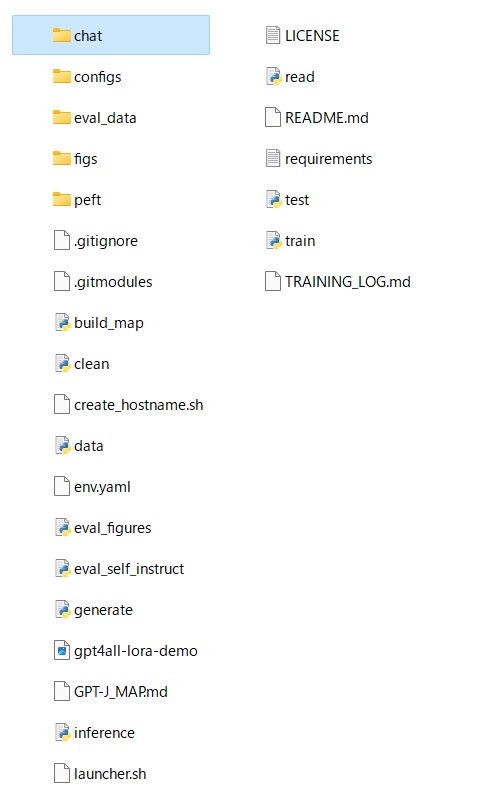 chat
configs
eval_data
figs
peft
.gitignore
.gitmodules
build_map
clean
create_hostname.sh
data
env.yaml
eval_figures
eval_self_instruct
generate
gpt4all-lora-demo
GPT-J_MAP.md
inference
launcher.sh
LICENSE
read
README.md
requirements
test
train
TRAINING_LOG.md